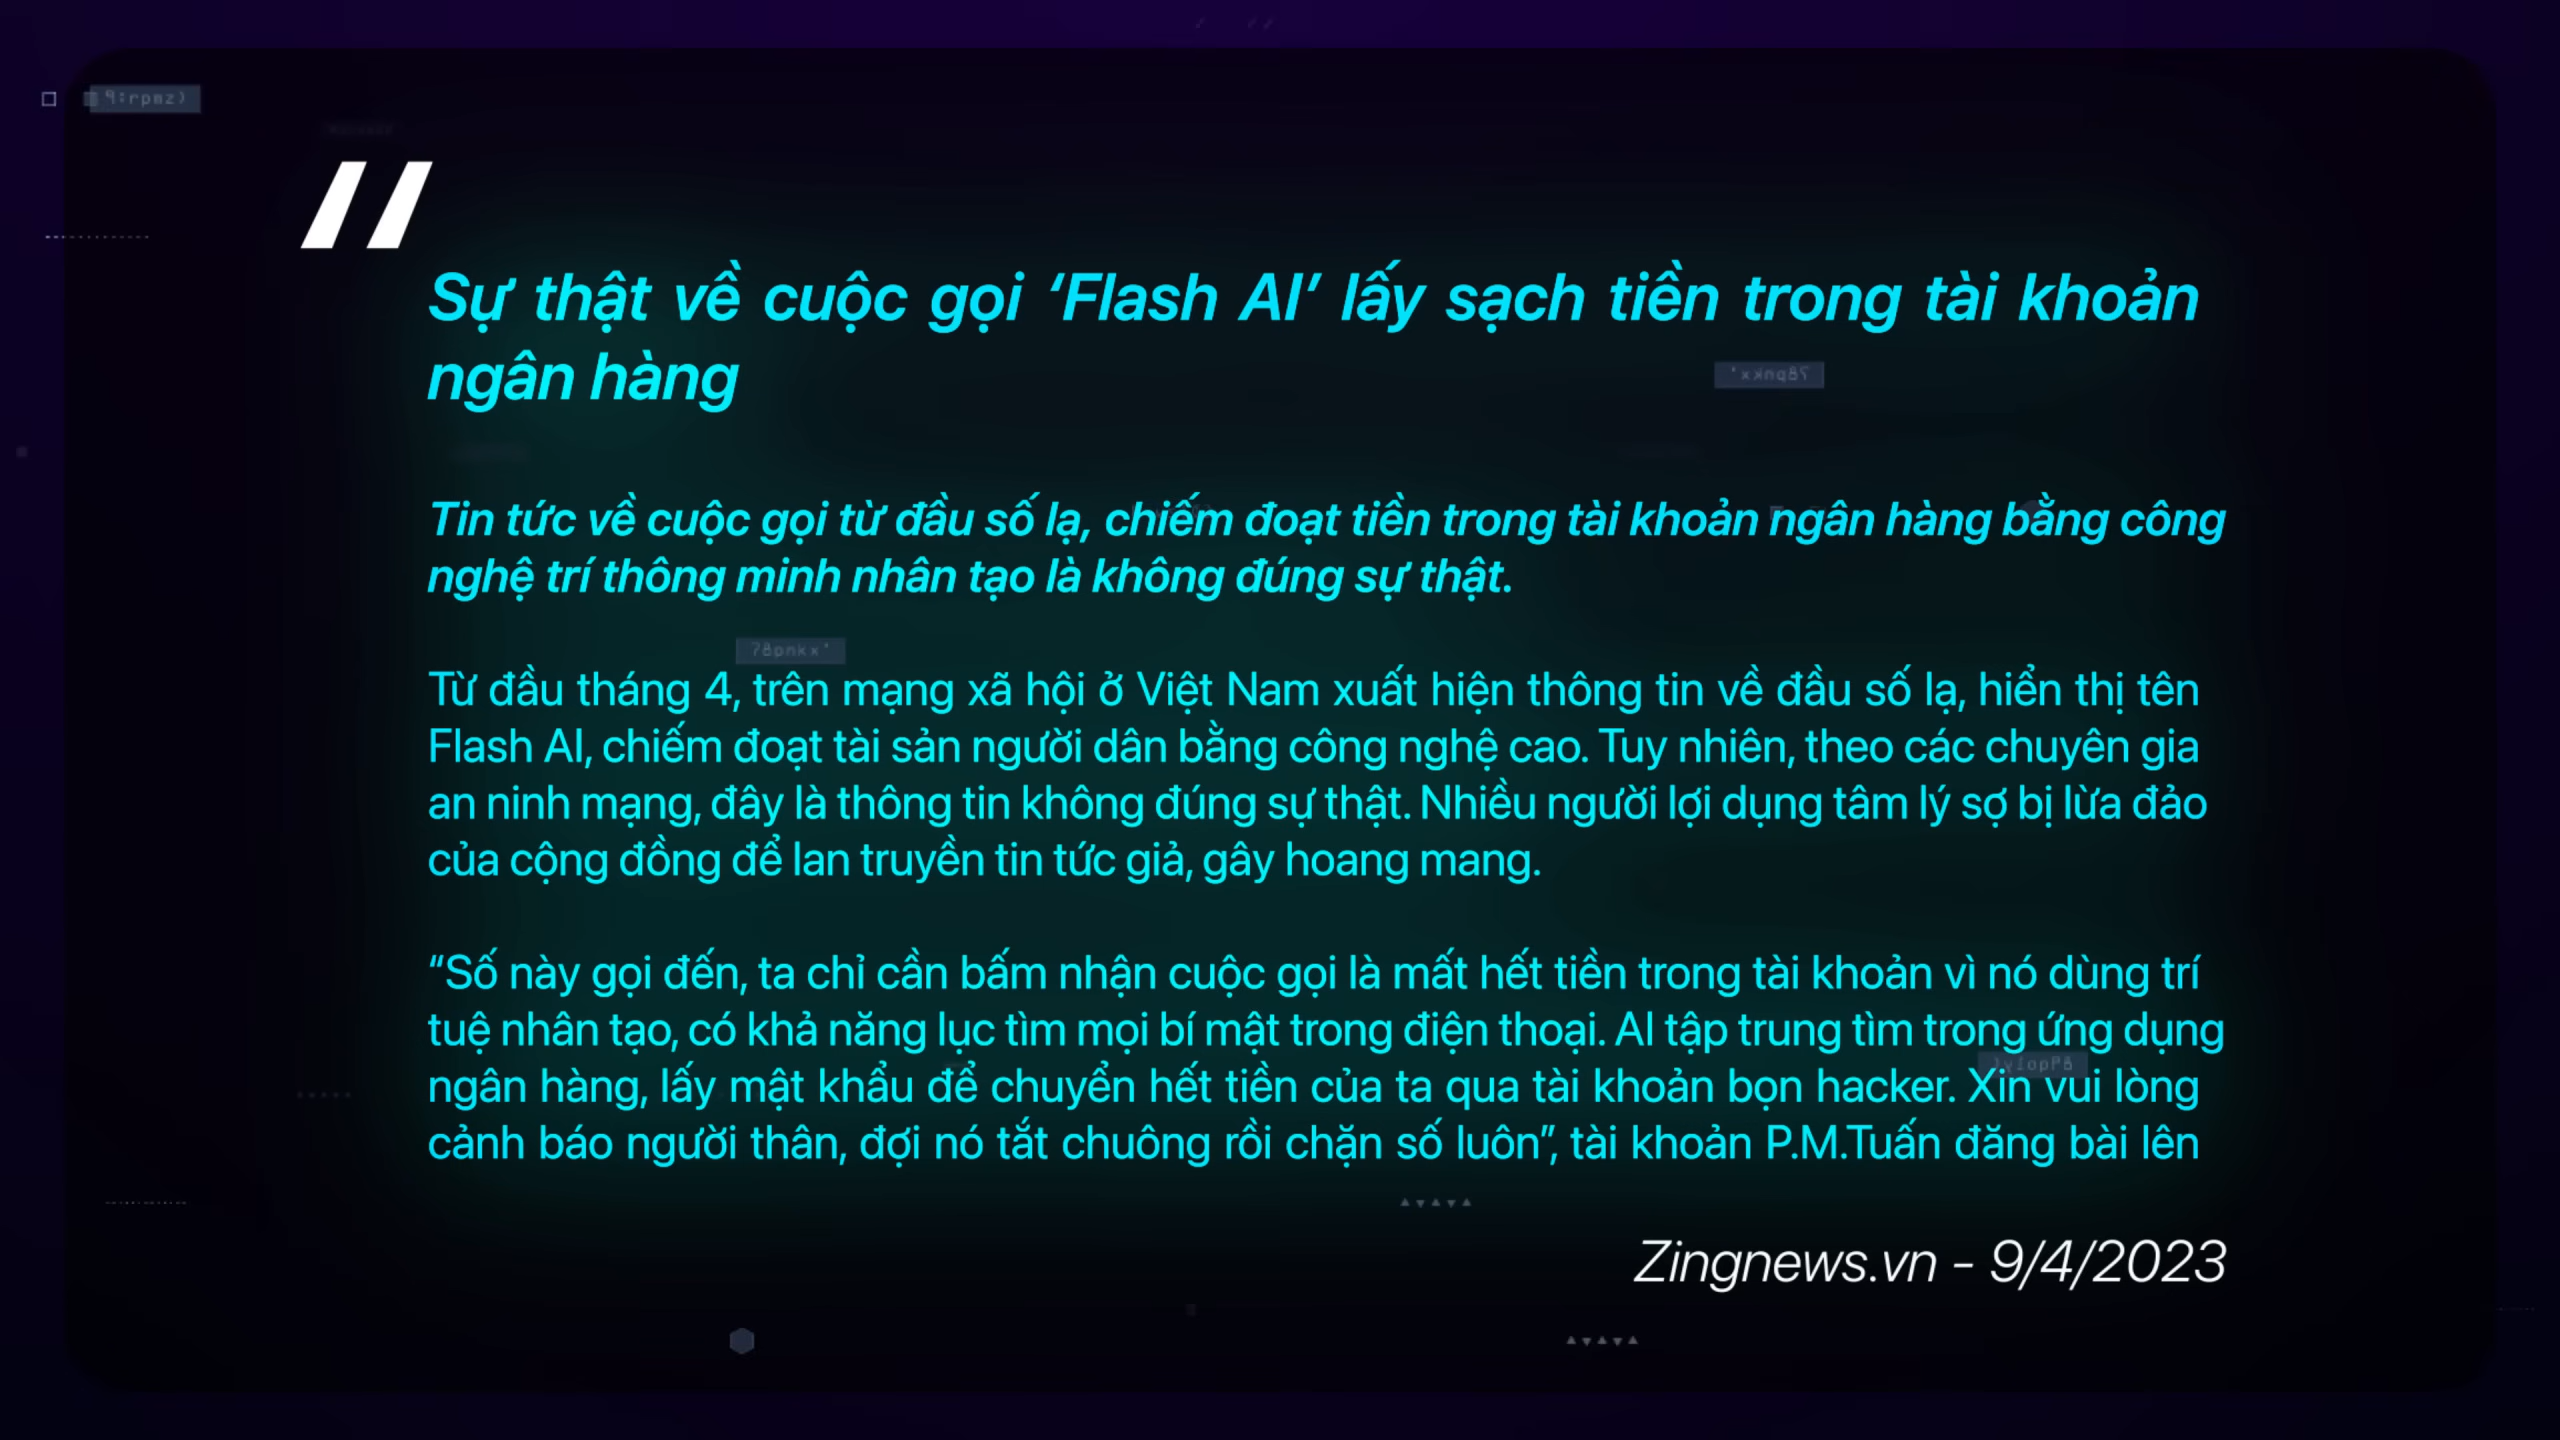 Sự thật về cuộc gọi ‘Flash AI’ lấy sạch tiền trong tài khoản
ngân hàng
Tin tức về cuộc gọi từ đầu số lạ, chiếm đoạt tiền trong tài khoản ngân hàng bằng công
nghệ trí thông minh nhân tạo là không đúng sự thật.
Từ đầu tháng 4, trên mạng xã hội ở Việt Nam xuất hiện thông tin về đầu số lạ, hiển thị tên
Flash AI, chiếm đoạt tài sản người dân bằng công nghệ cao. Tuy nhiên, theo các chuyên gia
an ninh mạng, đây là thông tin không đúng sự thật. Nhiều người lợi dụng tâm lý sợ bị lừa đảo
của cộng đồng để lan truyền tin tức giả, gây hoang mang.
“Số này gọi đến, ta chỉ cần bấm nhận cuộc gọi là mất hết tiền trong tài khoản vì nó dùng trí
tuệ nhân tạo, có khả năng lục tìm mọi bí mật trong điện thoại. AI tập trung tìm trong ứng dụng
ngân hàng, lấy mật khẩu để chuyển hết tiền của ta qua tài khoản bọn hacker. Xin vui lòng
cảnh báo người thân, đợi nó tắt chuông rồi chặn số luôn”, tài khoản P.M.Tuấn đăng bài lên
Zingnews.vn - 9/4/2023